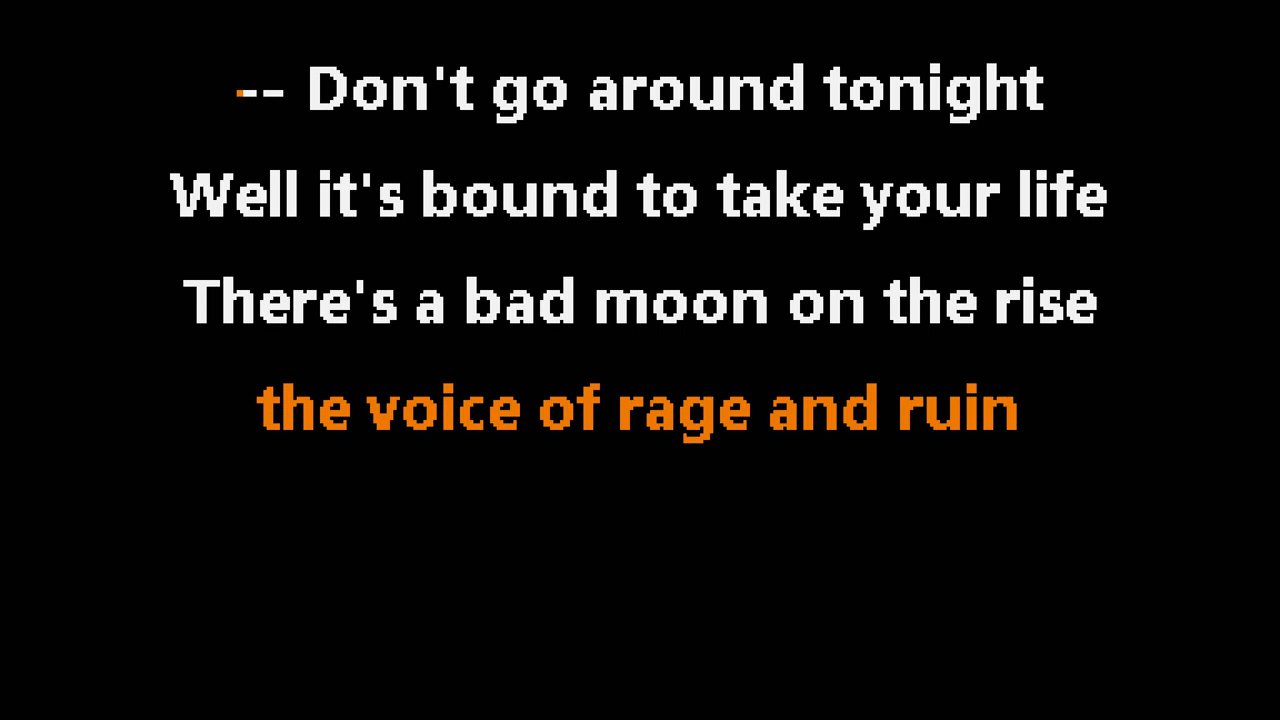 -- Don't go around tonight
Well it's bound to take your life
There's a bad moon on the rise
the voice of rage and ruin